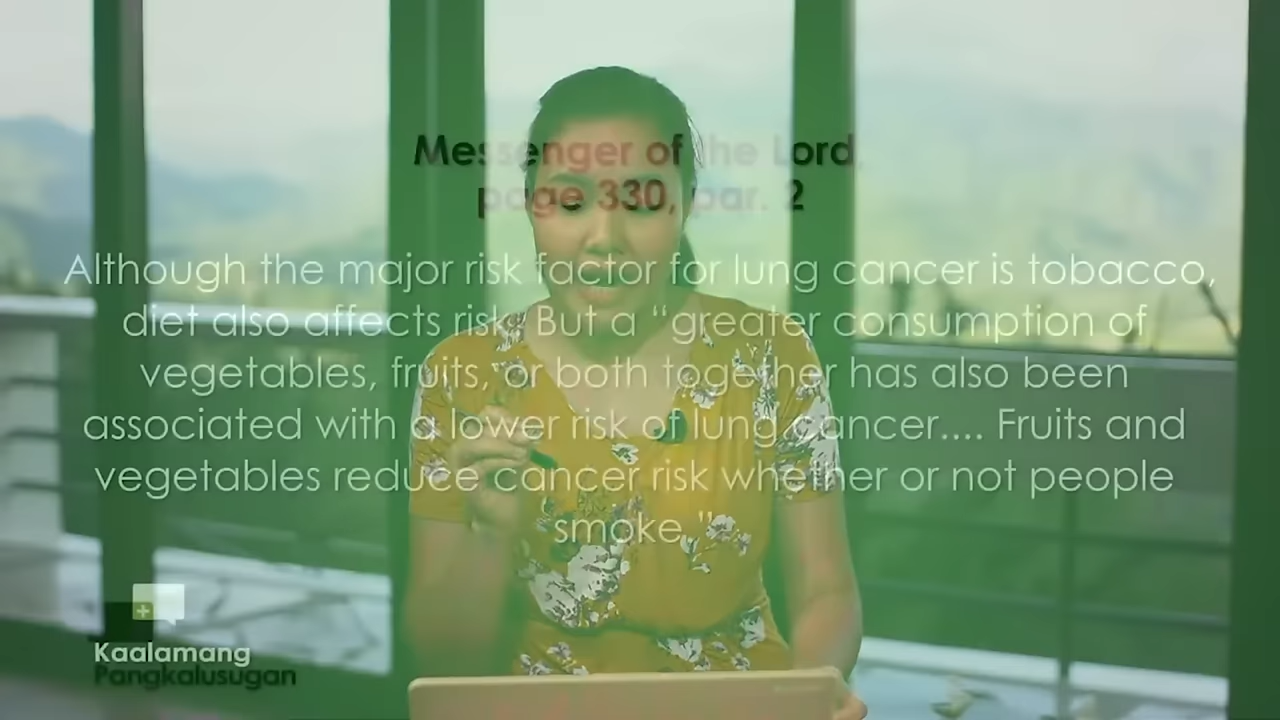 Messenger of the Lord,
page 330, par. 2
Although the major risk factor for lung cancer is tobacco,
diet also affects risk. But a “greater consumption of
vegetables, fruits, or both together has also been
associated with a lower risk of lung cancer.... Fruits and
vegetables reduce cancer risk whether or not people
smoke.”
Kaalamang
Pangkalusugan